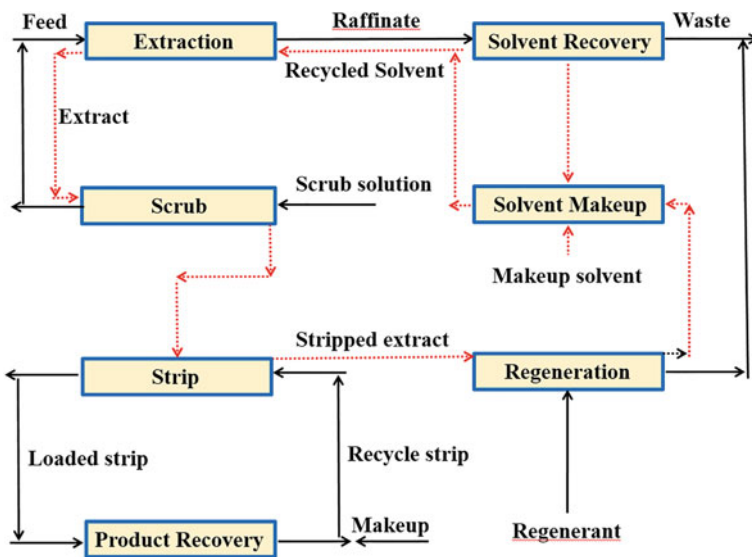 Feed
Extraction
Raffinate
Solvent Recovery
Waste
Recycled Solvent
Extract
Scrub
Scrub solution
Solvent Makeup
Makeup solvent
Stripped extract
Strip
Regeneration
Loaded strip
Recycle strip
Product Recovery
Makeup
Regenerant